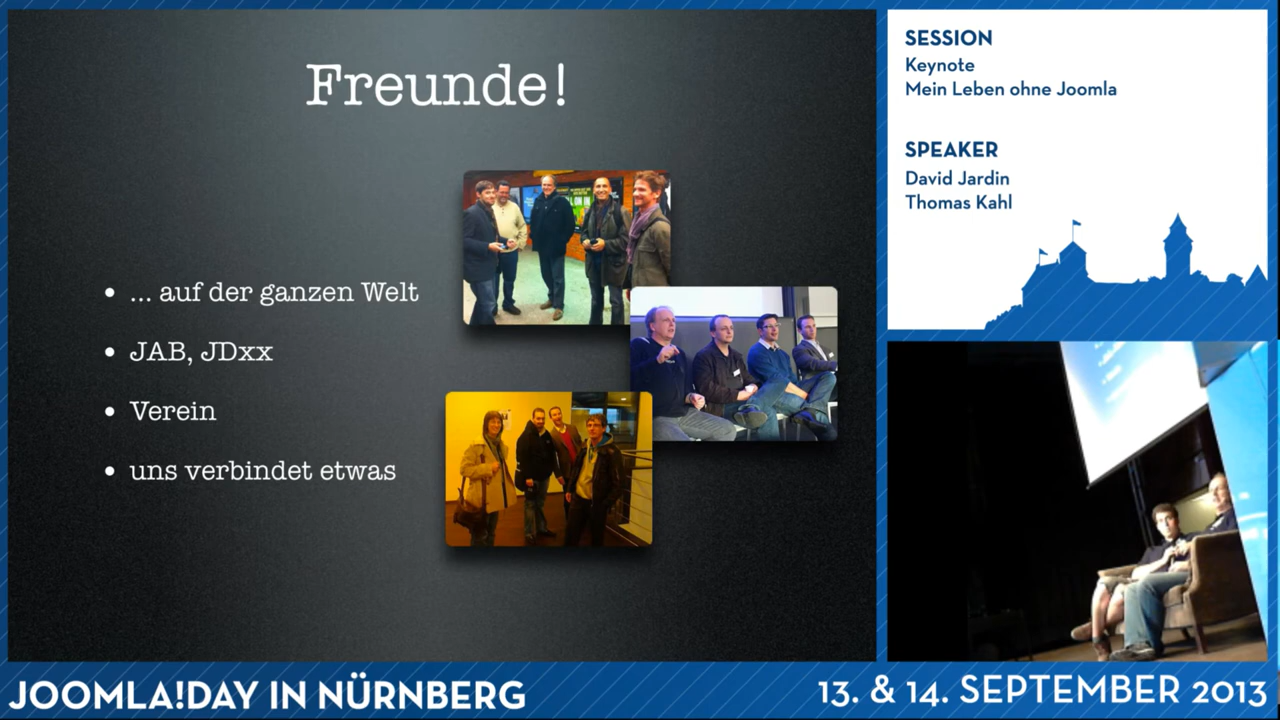 Freunde!
... auf der ganzen Welt
JAB, JDxx
Verein
uns verbindet etwas
SESSION
Keynote
Mein Leben ohne Joomla
SPEAKER
David Jardin
Thomas Kahl
JOOMLA!DAY IN NÜRNBERG
13. & 14. SEPTEMBER 2013